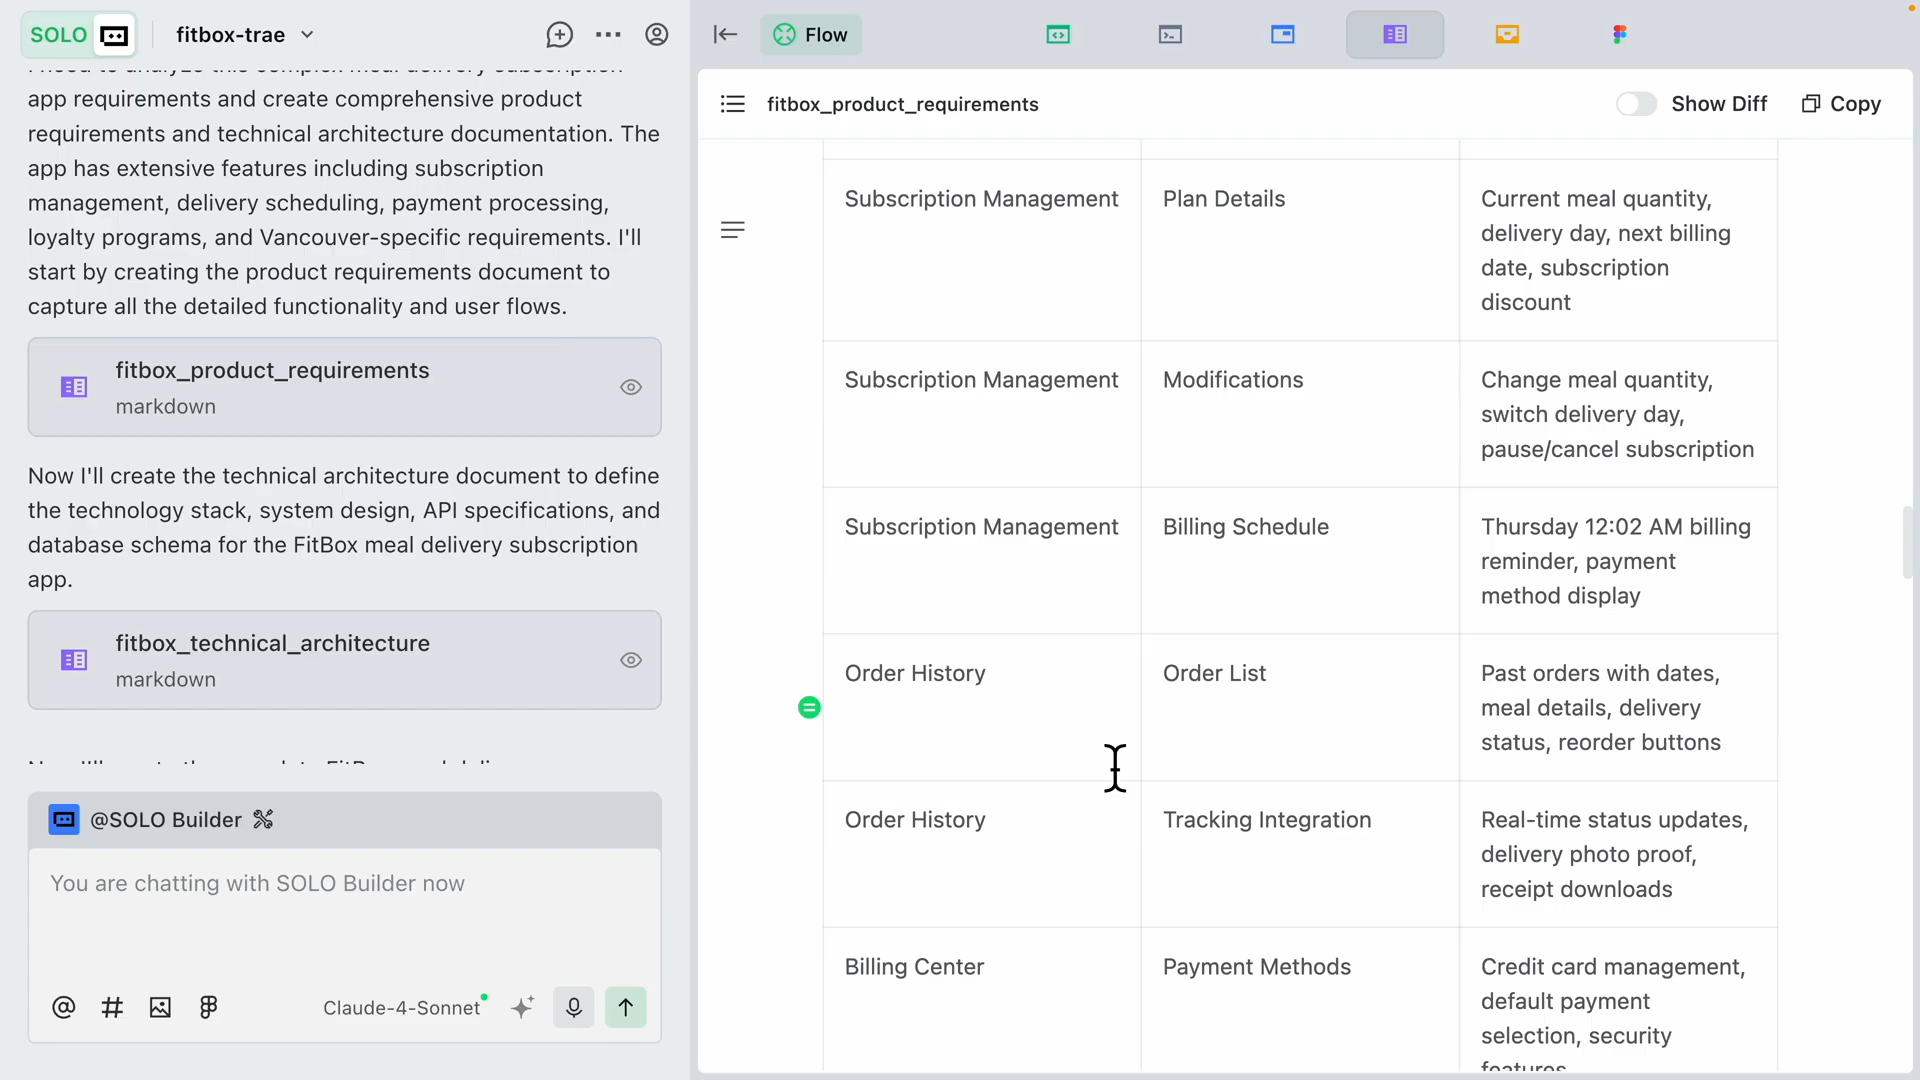 SOLO
fitbox-trae
app requirements and create comprehensive product
requirements and technical architecture documentation. The
app has extensive features including subscription
management, delivery scheduling, payment processing,
loyalty programs, and Vancouver-specific requirements. I'll
start by creating the product requirements document to
capture all the detailed functionality and user flows.
fitbox_product_requirements
markdown
Now I'll create the technical architecture document to define
the technology stack, system design, API specifications, and
database schema for the FitBox meal delivery subscription
app.
fitbox_technical_architecture
markdown
@SOLO Builder
You are chatting with SOLO Builder now
Claude-4-Sonnet
Flow
fitbox_product_requirements
Show Diff
Copy
Subscription Management
Plan Details
Current meal quantity,
delivery day, next billing
date, subscription
discount
Subscription Management
Modifications
Change meal quantity,
switch delivery day,
pause/cancel subscription
Subscription Management
Billing Schedule
Thursday 12:02 AM billing
reminder, payment
method display
Order History
Order List
Past orders with dates,
meal details, delivery
status, reorder buttons
Order History
Tracking Integration
Real-time status updates,
delivery photo proof,
receipt downloads
Billing Center
Payment Methods
Credit card management,
default payment
selection, security
features